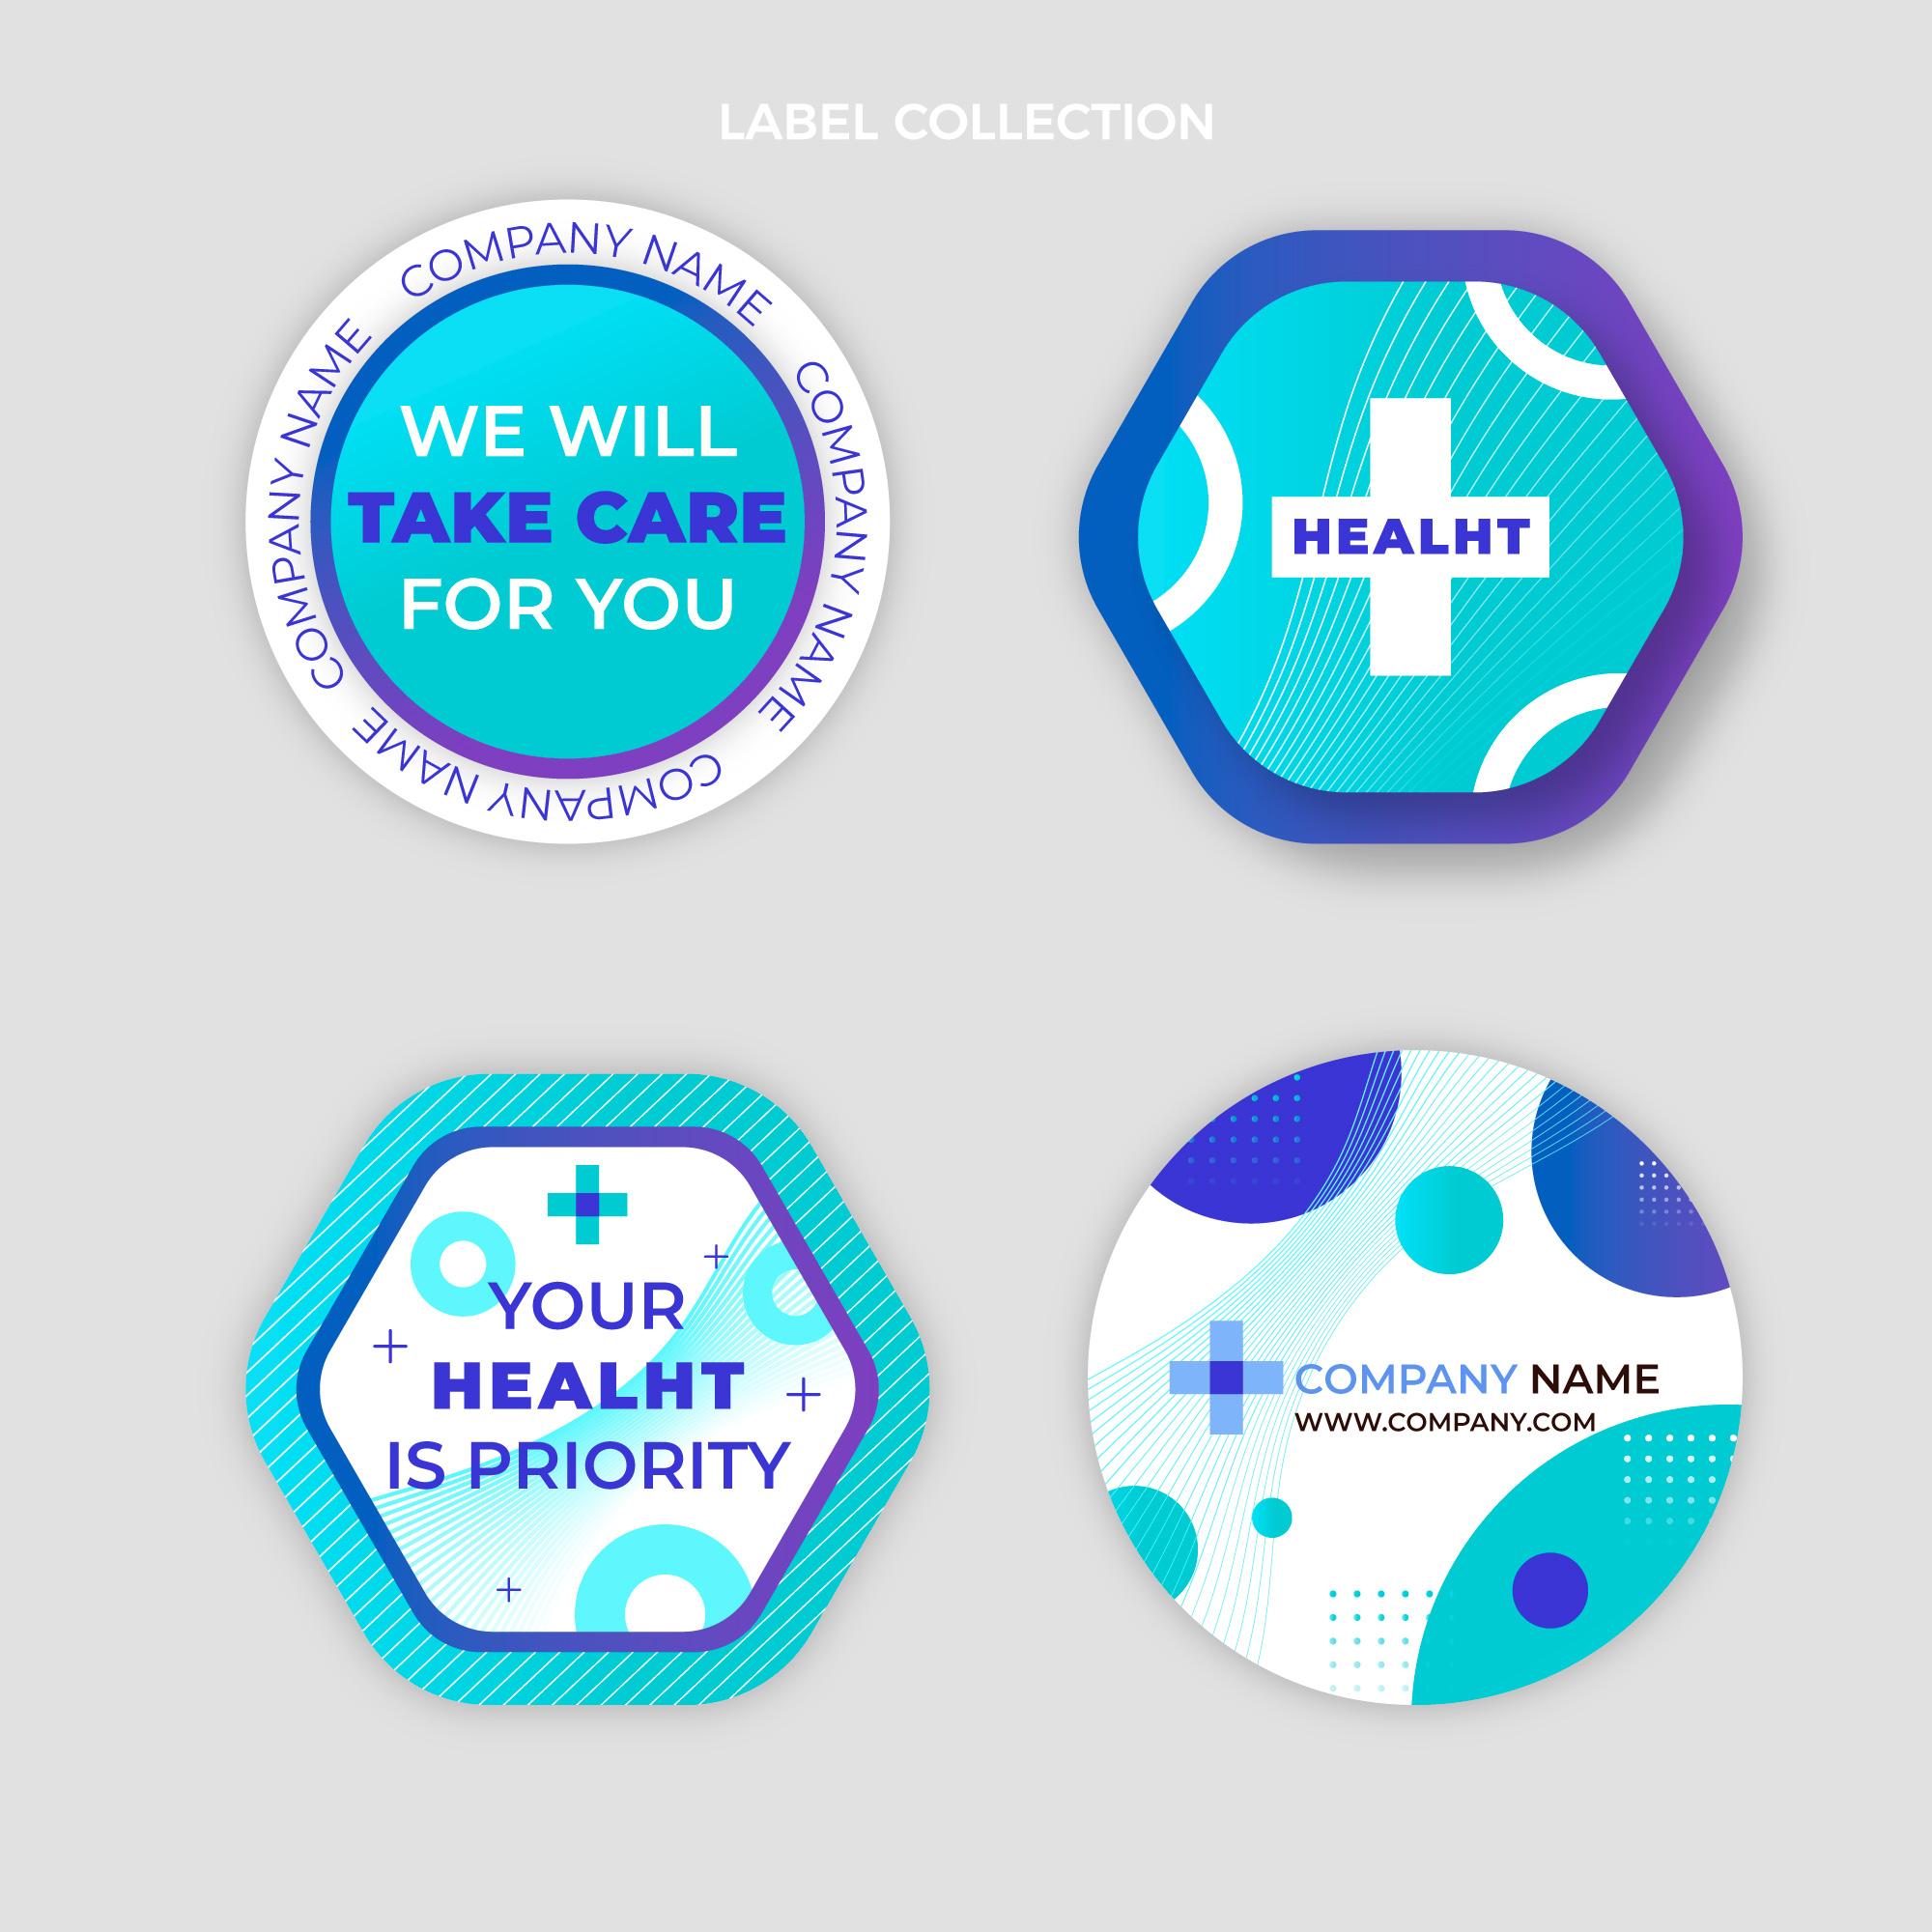 LABEL COLLECTION
COMPANY NAME
COMPANY NAME
COMPANY NAME
COMPANY NAME
WE WILL
TAKE CARE
FOR YOU
HEALHT
YOUR
HEALHT
IS PRIORITY
COMPANY NAME
WWW.COMPANY.COM